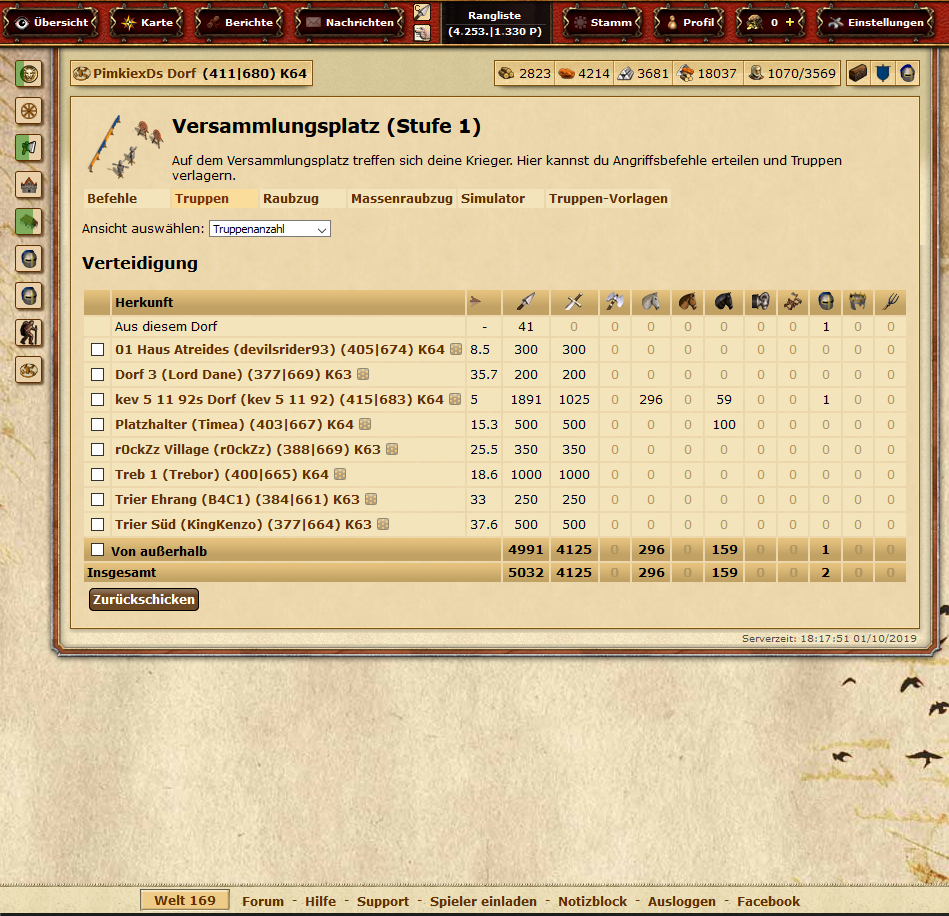 Übersicht Karte Berichte Nachrichten Rangliste Stamm Profil 0 + Einstellungen
(4.253.|1.330 P)
PimkiexDs Dorf (411|680) K64 2823 4214 3681 18037 1070/3569
Versammlungsplatz (Stufe 1)
Auf dem Versammlungsplatz treffen sich deine Krieger. Hier kannst du Angriffsbefehle erteilen und Truppen
verlagern.
Befehle Truppen Raubzug Massenraubzug Simulator Truppen-Vorlagen
Ansicht auswählen: Truppenanzahl
Verteidigung
Herkunft
Aus diesem Dorf - 41 0 0 0 0 0 0 0 1 0 0
01 Haus Atreides (devilsrider93) (405|674) K64 8.5 300 300 0 0 0 0 0 0 0 0 0
Dorf 3 (Lord Dane) (377|669) K63 35.7 200 200 0 0 0 0 0 0 0 0 0
kev 5 11 92s Dorf (kev 5 11 92) (415|683) K64 5 1891 1025 0 296 0 59 0 0 1 0 0
Platzhalter (Timea) (403|667) K64 15.3 500 500 0 0 0 100 0 0 0 0 0
r0ckZz Village (r0ckZz) (388|669) K63 25.5 350 350 0 0 0 0 0 0 0 0 0
Treb 1 (Trebor) (400|665) K64 18.6 1000 1000 0 0 0 0 0 0 0 0 0
Trier Ehrang (B4C1) (384|661) K63 33 250 250 0 0 0 0 0 0 0 0 0
Trier Süd (KingKenzo) (377|664) K63 37.6 500 500 0 0 0 0 0 0 0 0 0
Von außerhalb 4991 4125 0 296 0 159 0 0 1 0 0
Insgesamt 5032 4125 0 296 0 159 0 0 2 0 0
Zurückschicken
Serverzeit: 18:17:51 01/10/2019
Welt 169 Forum - Hilfe - Support - Spieler einladen - Notizblock - Ausloggen - Facebook